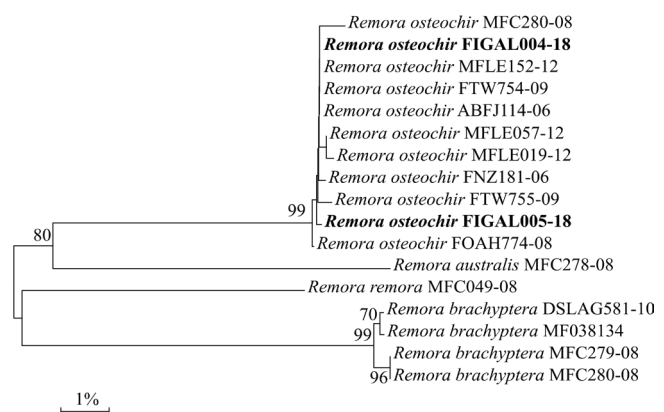 Remora osteochir MFC280-08
Remora osteochir FIGAL004-18
Remora osteochir MFLE152-12
Remora osteochir FTW754-09
Remora osteochir ABFJ114-06
Remora osteochir MFLE057-12
Remora osteochir MFLE019-12
Remora osteochir FNZ181-06
Remora osteochir FTW755-09
99
Remora osteochir FIGAL005-18
80
Remora osteochir FOAH774-08
Remora australis MFC278-08
Remora remora MFC049-08
Remora brachyptera DSLAG581-10
70
Remora brachyptera MF038134
99
Remora brachyptera MFC279-08
96
Remora brachyptera MFC280-08
1%